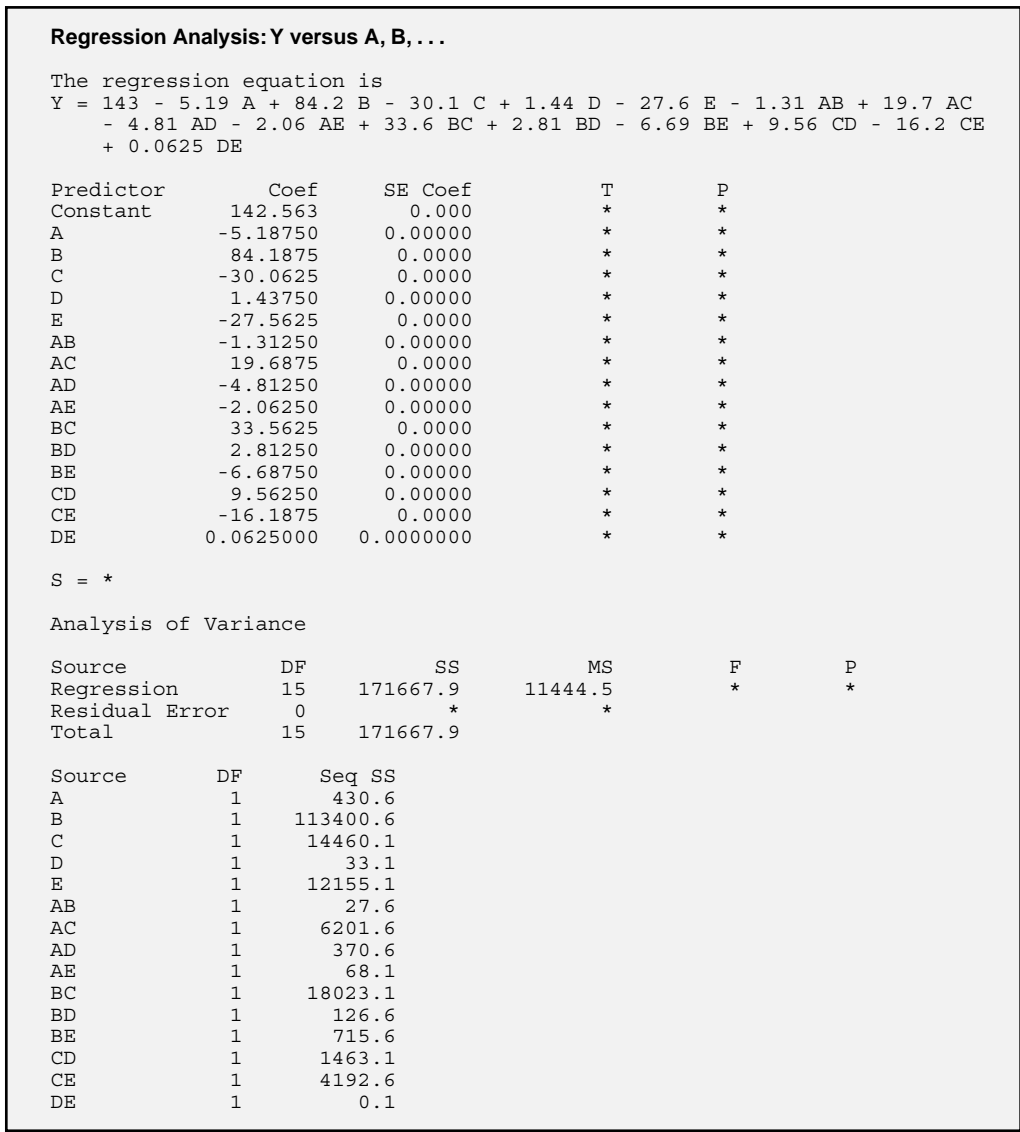 Regression Analysis: Y versus A, B, . . .
The regression equation is
Y = 143 - 5.19 A + 84.2 B - 30.1 C + 1.44 D - 27.6 E - 1.31 AB + 19.7 AC
- 4.81 AD - 2.06 AE + 33.6 BC + 2.81 BD - 6.69 BE + 9.56 CD - 16.2 CE
+ 0.0625 DE
Predictor Coef SE Coef T P
Constant 142.563 0.000 * *
A -5.18750 0.00000 * *
B 84.1875 0.0000 * *
C -30.0625 0.0000 * *
D 1.43750 0.00000 * *
E -27.5625 0.0000 * *
AB -1.31250 0.00000 * *
AC 19.6875 0.0000 * *
AD -4.81250 0.00000 * *
AE -2.06250 0.00000 * *
BC 33.5625 0.0000 * *
BD 2.81250 0.00000 * *
BE -6.68750 0.00000 * *
CD 9.56250 0.00000 * *
CE -16.1875 0.0000 * *
DE 0.0625000 0.0000000 * *
S = *
Analysis of Variance
Source DF SS MS F P
Regression 15 171667.9 11444.5 * *
Residual Error 0 * *
Total 15 171667.9
Source DF Seq SS
A 1 430.6
B 1 113400.6
C 1 14460.1
D 1 33.1
E 1 12155.1
AB 1 27.6
AC 1 6201.6
AD 1 370.6
AE 1 68.1
BC 1 18023.1
BD 1 126.6
BE 1 715.6
CD 1 1463.1
CE 1 4192.6
DE 1 0.1